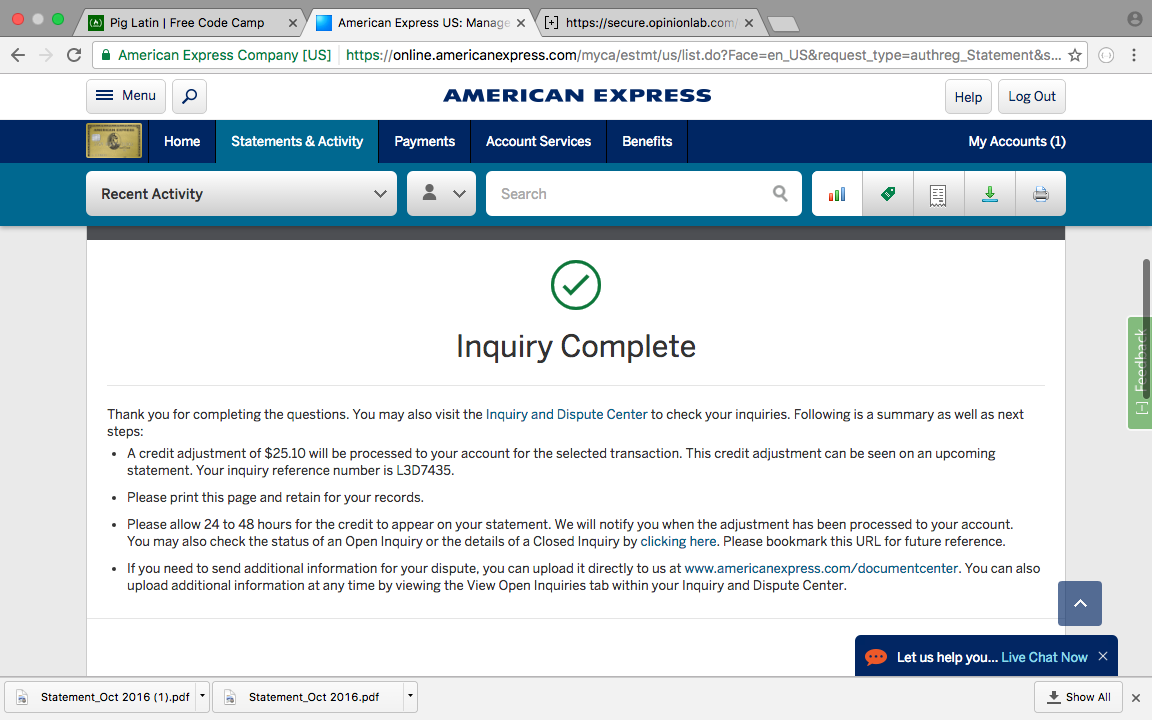 Pig Latin | Free Code Camp
American Express US: Manage
[+] https://secure.opinionlab.com/
American Express Company [US] https://online.americanexpress.com/myca/estmt/us/list.do?Face=en_US&request_type=authreg_Statement&s...
Menu
AMERICAN EXPRESS
Help
Log Out
Home
Statements & Activity
Payments
Account Services
Benefits
My Accounts (1)
Recent Activity
Search
Inquiry Complete
Thank you for completing the questions. You may also visit the Inquiry and Dispute Center to check your inquiries. Following is a summary as well as next
steps:
• A credit adjustment of $25.10 will be processed to your account for the selected transaction. This credit adjustment can be seen on an upcoming
statement. Your inquiry reference number is L3D7435.
• Please print this page and retain for your records.
• Please allow 24 to 48 hours for the credit to appear on your statement. We will notify you when the adjustment has been processed to your account.
You may also check the status of an Open Inquiry or the details of a Closed Inquiry by clicking here. Please bookmark this URL for future reference.
• If you need to send additional information for your dispute, you can upload it directly to us at www.americanexpress.com/documentcenter. You can also
upload additional information at any time by viewing the View Open Inquiries tab within your Inquiry and Dispute Center.
[-] Feedback
Let us help you... Live Chat Now
Statement_Oct 2016 (1).pdf
Statement_Oct 2016.pdf
Show All